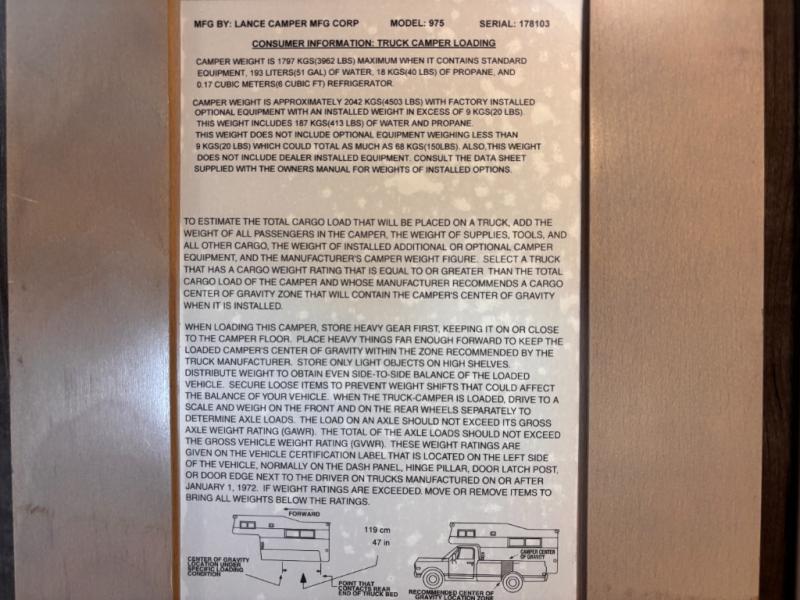 MFG BY: LANCE CAMPER MFG CORP MODEL: 975 SERIAL: 178103
CONSUMER INFORMATION: TRUCK CAMPER LOADING
CAMPER WEIGHT IS 1797 KGS(3962 LBS) MAXIMUM WHEN IT CONTAINS STANDARD
EQUIPMENT, 193 LITERS(51 GAL) OF WATER, 18 KGS(40 LBS) OF PROPANE, AND
0.17 CUBIC METERS(6 CUBIC FT) REFRIGERATOR.
CAMPER WEIGHT IS APPROXIMATELY 2042 KGS(4503 LBS) WITH FACTORY INSTALLED
OPTIONAL EQUIPMENT WITH AN INSTALLED WEIGHT IN EXCESS OF 9 KGS(20 LBS).
THIS WEIGHT INCLUDES 187 KGS(413 LBS) OF WATER AND PROPANE.
THIS WEIGHT DOES NOT INCLUDE OPTIONAL EQUIPMENT WEIGHING LESS THAN
9 KGS(20 LBS) WHICH COULD TOTAL AS MUCH AS 68 KGS(150LBS). ALSO,THIS WEIGHT
DOES NOT INCLUDE DEALER INSTALLED EQUIPMENT. CONSULT THE DATA SHEET
SUPPLIED WITH THE OWNERS MANUAL FOR WEIGHTS OF INSTALLED OPTIONS.
TO ESTIMATE THE TOTAL CARGO LOAD THAT WILL BE PLACED ON A TRUCK, ADD THE
WEIGHT OF ALL PASSENGERS IN THE CAMPER, THE WEIGHT OF SUPPLIES, TOOLS, AND
ALL OTHER CARGO, THE WEIGHT OF INSTALLED ADDITIONAL OR OPTIONAL CAMPER
EQUIPMENT, AND THE MANUFACTURER'S CAMPER WEIGHT FIGURE. SELECT A TRUCK
THAT HAS A CARGO WEIGHT RATING THAT IS EQUAL TO OR GREATER THAN THE TOTAL
CARGO LOAD OF THE CAMPER AND WHOSE MANUFACTURER RECOMMENDS A CARGO
CENTER OF GRAVITY ZONE THAT WILL CONTAIN THE CAMPER'S CENTER OF GRAVITY
WHEN IT IS INSTALLED.
WHEN LOADING THIS CAMPER, STORE HEAVY GEAR FIRST, KEEPING IT ON OR CLOSE
TO THE CAMPER FLOOR. PLACE HEAVY THINGS FAR ENOUGH FORWARD TO KEEP THE
LOADED CAMPER'S CENTER OF GRAVITY WITHIN THE ZONE RECOMMENDED BY THE
TRUCK MANUFACTURER. STORE ONLY LIGHT OBJECTS ON HIGH SHELVES.
DISTRIBUTE WEIGHT TO OBTAIN EVEN SIDE-TO-SIDE BALANCE OF THE LOADED
VEHICLE. SECURE LOOSE ITEMS TO PREVENT WEIGHT SHIFTS THAT COULD AFFECT
THE BALANCE OF YOUR VEHICLE. WHEN THE TRUCK-CAMPER IS LOADED, DRIVE TO A
SCALE AND WEIGH ON THE FRONT AND ON THE REAR WHEELS SEPARATELY TO
DETERMINE AXLE LOADS. THE LOAD ON AN AXLE SHOULD NOT EXCEED ITS GROSS
AXLE WEIGHT RATING (GAWR). THE TOTAL OF THE AXLE LOADS SHOULD NOT EXCEED
THE GROSS VEHICLE WEIGHT RATING (GVWR). THESE WEIGHT RATINGS ARE
GIVEN ON THE VEHICLE CERTIFICATION LABEL THAT IS LOCATED ON THE LEFT SIDE
OF THE VEHICLE, NORMALLY ON THE DASH PANEL, HINGE PILLAR, DOOR LATCH POST,
OR DOOR EDGE NEXT TO THE DRIVER ON TRUCKS MANUFACTURED ON OR AFTER
JANUARY 1, 1972. IF WEIGHT RATINGS ARE EXCEEDED, MOVE OR REMOVE ITEMS TO
BRING ALL WEIGHTS BELOW THE RATINGS.
FORWARD
119 cm
47 in
CENTER OF GRAVITY
LOCATION UNDER
SPECIFIC LOADING
CONDITION
POINT THAT
CONTACTS REAR
END OF TRUCK BED
CAMPER CENTER
OF GRAVITY
RECOMMENDED CENTER OF
GRAVITY LOCATION ZONE